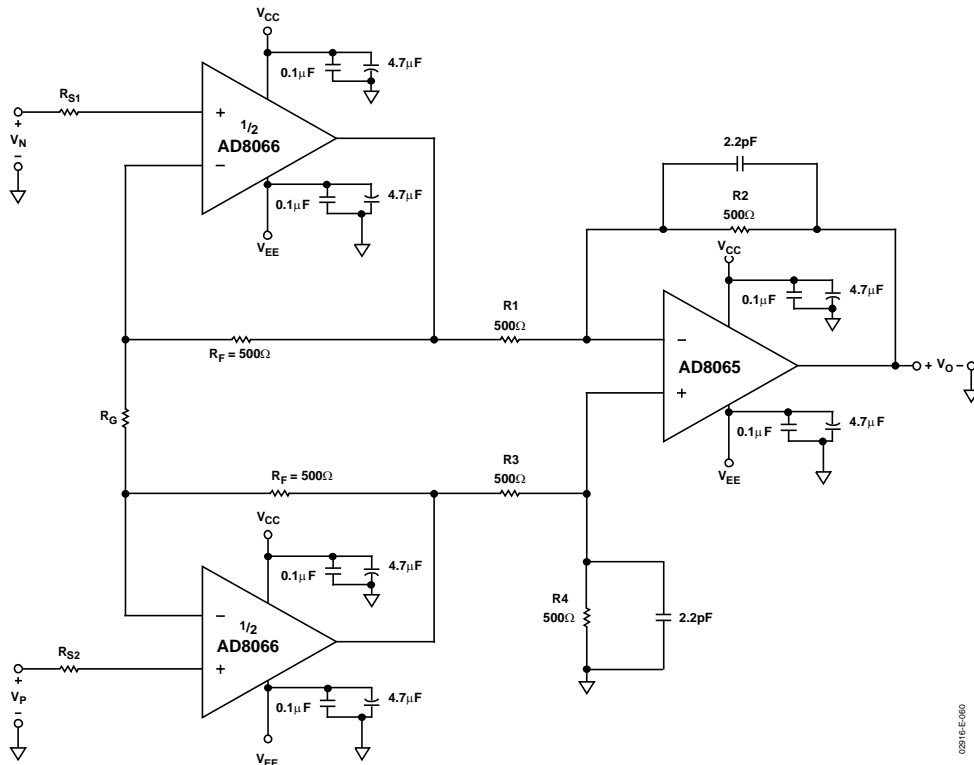 VCC
4.7µF
0.1µF
RS1
+
VN
−
+
1/2
AD8066
−
4.7µF
0.1µF
VEE
2.2pF
R2
500Ω
VCC
4.7µF
0.1µF
R1
500Ω
RF = 500Ω
−
AD8065
+
+ VO −
RG
4.7µF
0.1µF
VEE
RF = 500Ω
R3
500Ω
VCC
4.7µF
0.1µF
R4
500Ω
2.2pF
−
1/2
AD8066
+
RS2
+
VP
−
4.7µF
0.1µF
VEE
02916-E-060